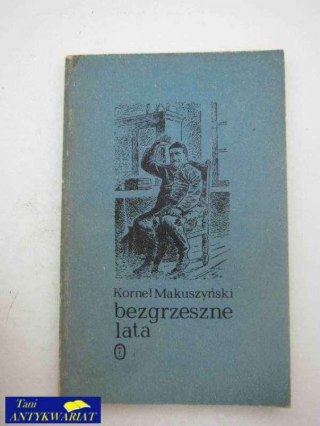 Kornel Makuszyński
bezgrzeszne
lata
Tani
ANTYKWARIAT